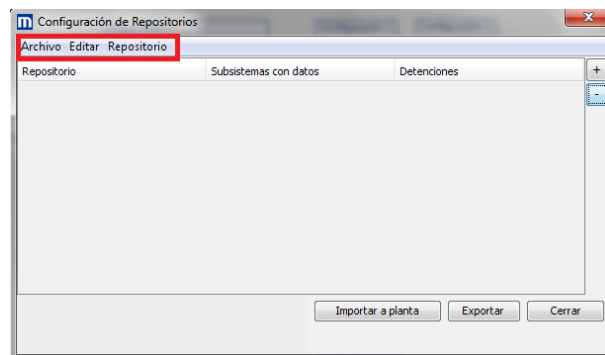 Configuración de Repositorios
x
Archivo Editar Repositorio
Repositorio Subsistemas con datos Detenciones
+
-
Importar a planta Exportar Cerrar